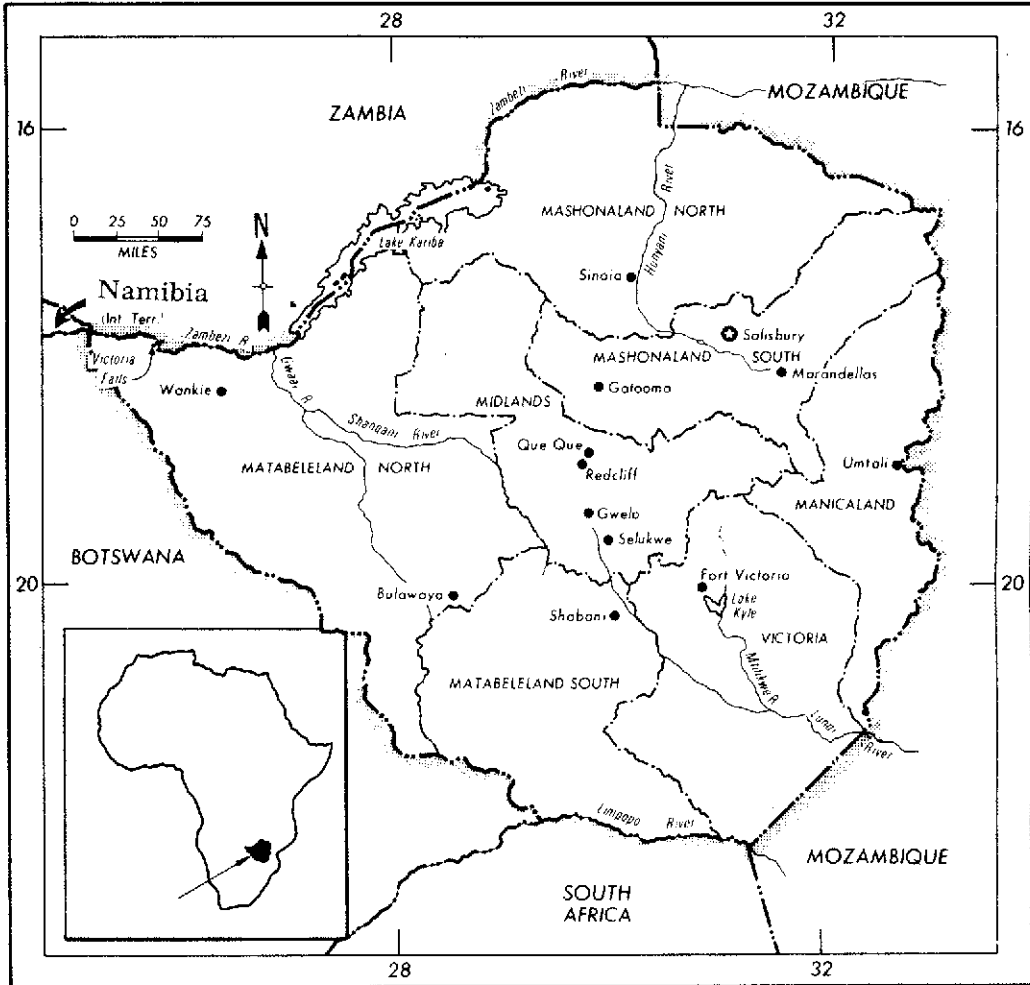 28
32
ZAMBIA
Zambezi River
MOZAMBIQUE
16
16
0 25 50 75
MILES
N
MASHONALAND NORTH
Hunyani River
Lake Kariba
Sinoia
Namibia
(Int. Terr.)
Zambezi R.
Victoria
Falls
Salisbury
MASHONALAND SOUTH
Marandellas
Wankie
Gwaai R.
Gatooma
MIDLANDS
Shangani River
Que Que
Redcliff
Umtali
MATABELELAND NORTH
MANICALAND
Gwelo
Selukwe
BOTSWANA
20
20
Fort Victoria
Lake
Kyle
Bulawayo
Shabani
VICTORIA
MATABELELAND SOUTH
Lundi
River
Limpopo River
MOZAMBIQUE
SOUTH
AFRICA
28
32